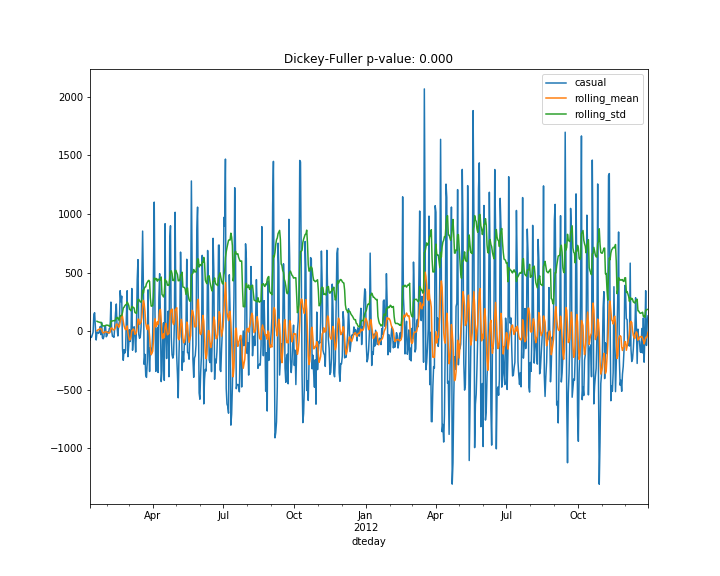 Dickey-Fuller p-value: 0.000
casual
rolling_mean
rolling_std
2000
1500
1000
500
0
−500
−1000
Apr Jul Oct Jan Apr Jul Oct
2012
dteday